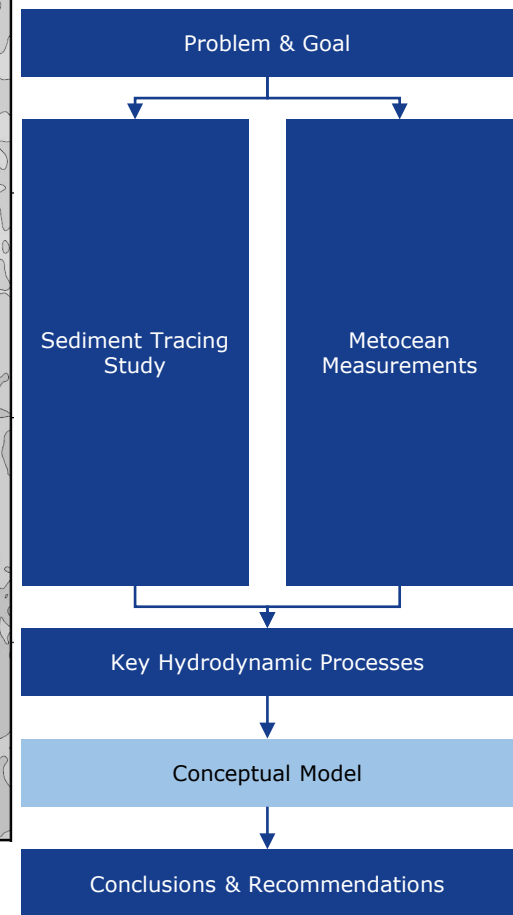 Problem & Goal
Sediment Tracing
Study
Metocean
Measurements
Key Hydrodynamic Processes
Conceptual Model
Conclusions & Recommendations